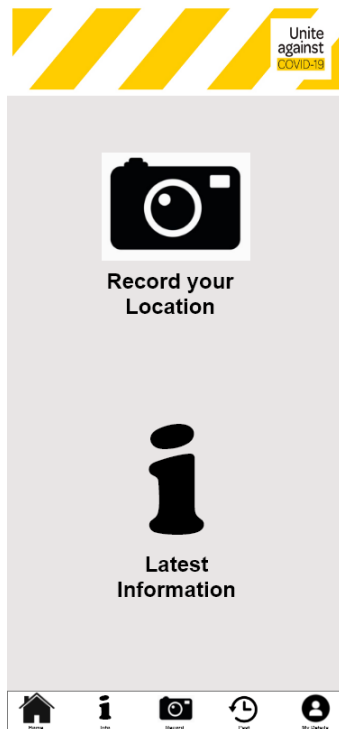 Unite
against
COVID-19
Record your
Location
Latest
Information
Home
Info
Record
My Details